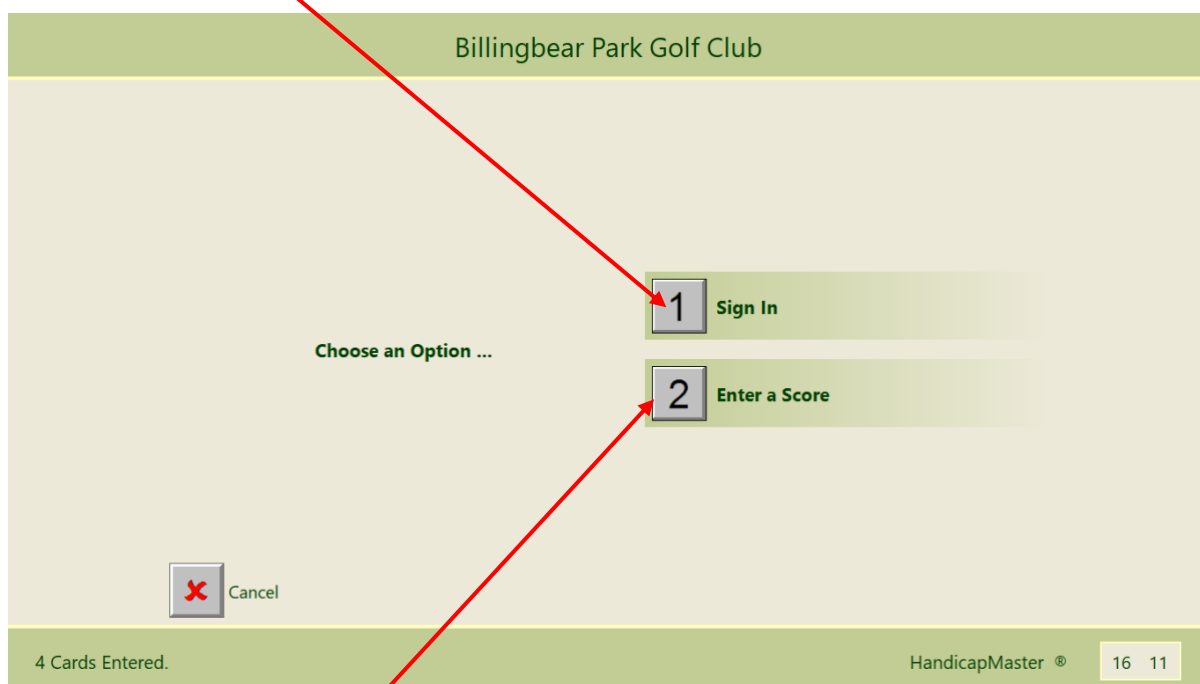 Billingbear Park Golf Club
1 Sign In
Choose an Option ...
2 Enter a Score
Cancel
4 Cards Entered.
HandicapMaster ® 16 11